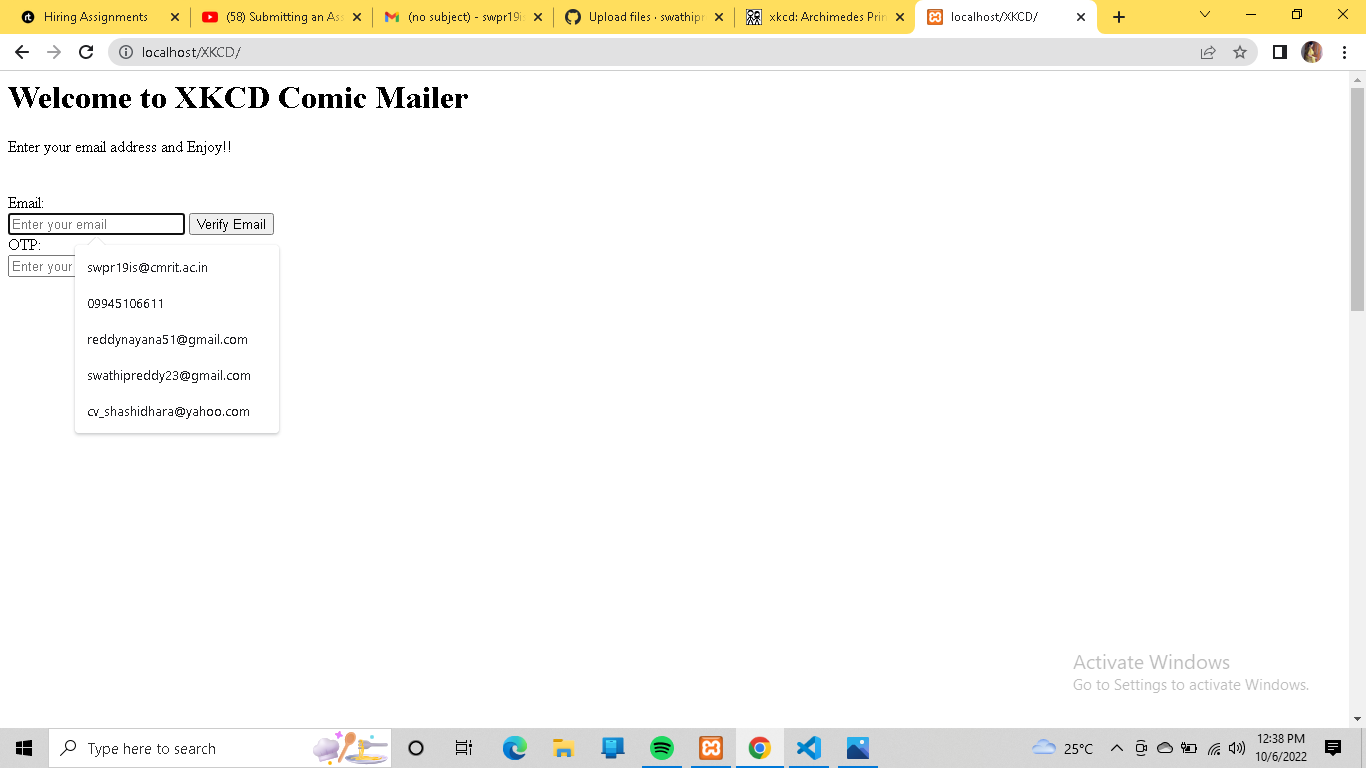 Hiring Assignments
(58) Submitting an Ass
(no subject) - swpr19is
Upload files · swathipr
xkcd: Archimedes Prin
localhost/XKCD/
localhost/XKCD/
Welcome to XKCD Comic Mailer
Enter your email address and Enjoy!!
Email:
Enter your email
Verify Email
OTP:
Enter your
swpr19is@cmrit.ac.in
09945106611
reddynayana51@gmail.com
swathipreddy23@gmail.com
cv_shashidhara@yahoo.com
Activate Windows
Go to Settings to activate Windows.
Type here to search
25°C
12:38 PM
10/6/2022